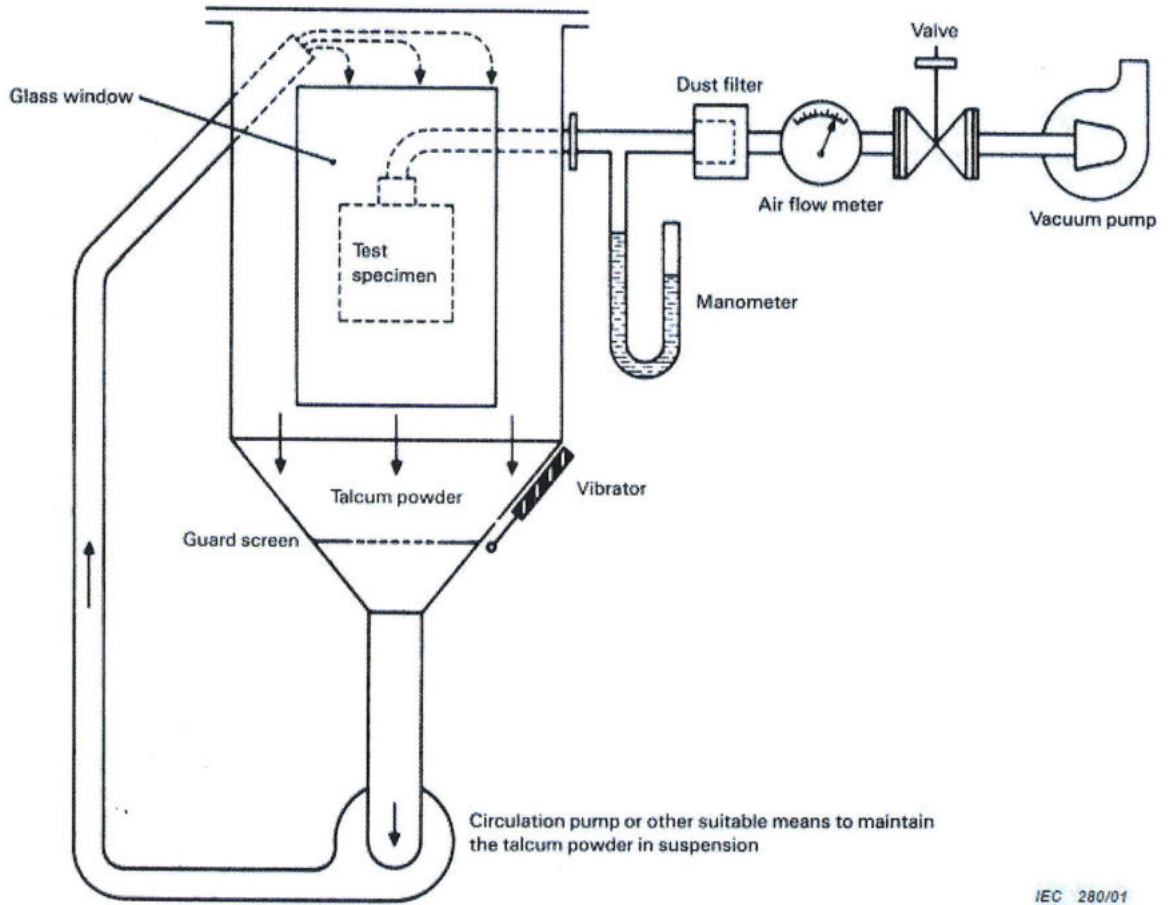 Valve
Glass window
Dust filter
Air flow meter
Vacuum pump
Test
specimen
Manometer
Talcum powder
Vibrator
Guard screen
Circulation pump or other suitable means to maintain
the talcum powder in suspension
IEC 280/01